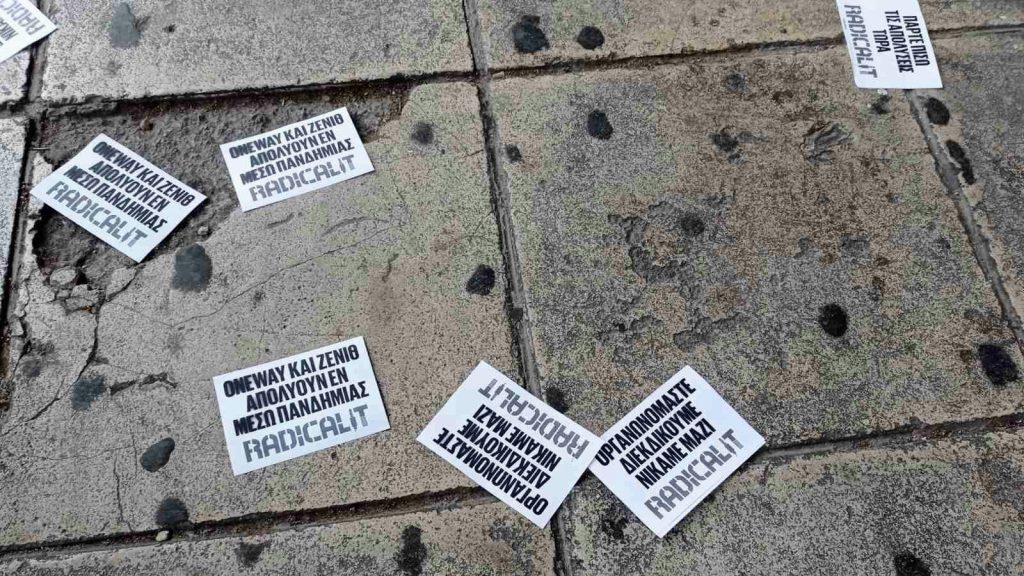 ΠΑΡΤΕ ΠΙΣΩ
ΤΙΣ ΑΠΟΛΥΣΕΙΣ
ΤΩΡΑ
RADICALIT
ONEWAY ΚΑΙ ΖΕΝΙΘ
ΑΠΟΛΥΟΥΝ ΕΝ
ΜΕΣΩ ΠΑΝΔΗΜΙΑΣ
RADICALIT
ONEWAY ΚΑΙ ΖΕΝΙΘ
ΑΠΟΛΥΟΥΝ ΕΝ
ΜΕΣΩ ΠΑΝΔΗΜΙΑΣ
RADICALIT
ONEWAY ΚΑΙ ΖΕΝΙΘ
ΑΠΟΛΥΟΥΝ ΕΝ
ΜΕΣΩ ΠΑΝΔΗΜΙΑΣ
RADICALIT
ΟΡΓΑΝΩΝΟΜΑΣΤΕ
ΔΙΕΚΔΙΚΟΥΜΕ
ΝΙΚΑΜΕ ΜΑΖΙ
RADICALIT
ΟΡΓΑΝΩΝΟΜΑΣΤΕ
ΔΙΕΚΔΙΚΟΥΜΕ
ΝΙΚΑΜΕ ΜΑΖΙ
RADICALIT